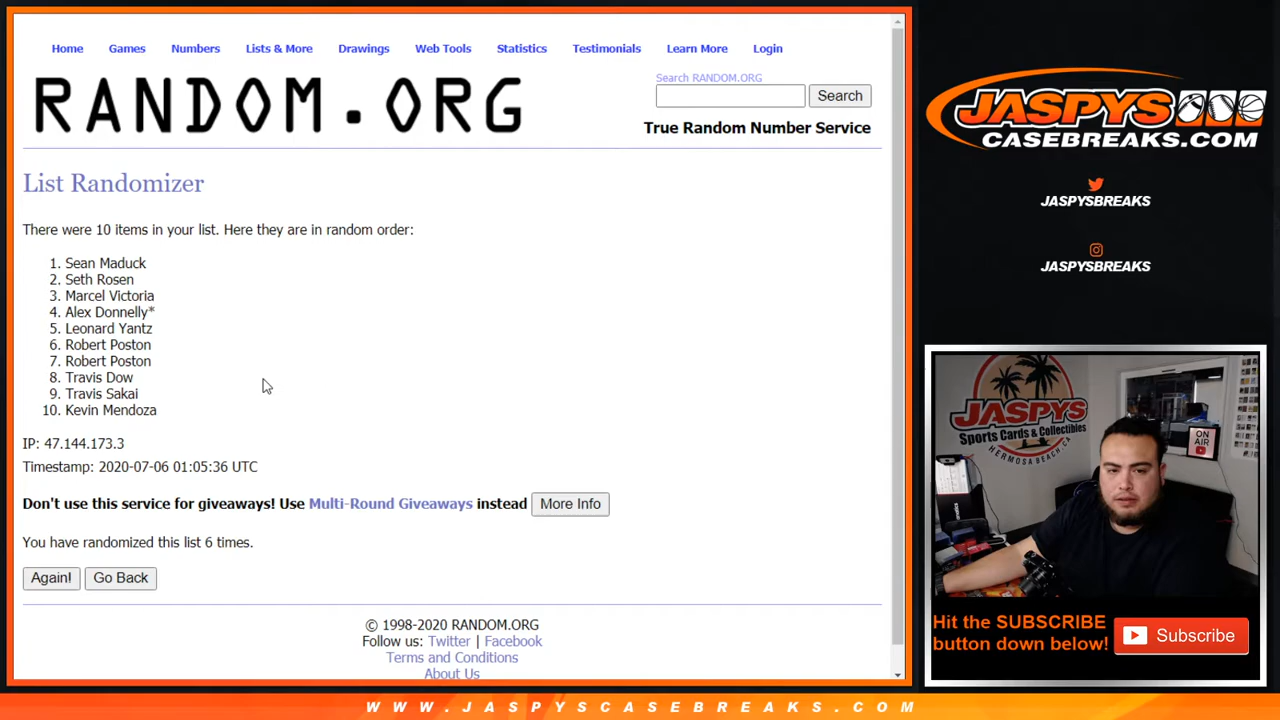 Home Games Numbers Lists & More Drawings Web Tools Statistics Testimonials Learn More Login
RANDOM.ORG
Search RANDOM.ORG
Search
True Random Number Service
List Randomizer
There were 10 items in your list. Here they are in random order:
1. Sean Maduck
2. Seth Rosen
3. Marcel Victoria
4. Alex Donnelly*
5. Leonard Yantz
6. Robert Poston
7. Robert Poston
8. Travis Dow
9. Travis Sakai
10. Kevin Mendoza
IP: 47.144.173.3
Timestamp: 2020-07-06 01:05:36 UTC
Don't use this service for giveaways! Use Multi-Round Giveaways instead More Info
You have randomized this list 6 times.
Again! Go Back
© 1998-2020 RANDOM.ORG
Follow us: Twitter | Facebook
Terms and Conditions
About Us
JASPYS
CASEBREAKS.COM
JASPYSBREAKS
JASPYSBREAKS
JASPYS
Sports Cards & Collectibles
HERMOSA BEACH, CA
ON
AIR
Hit the SUBSCRIBE
button down below!
Subscribe
WWW.JASPYSCASEBREAKS.COM